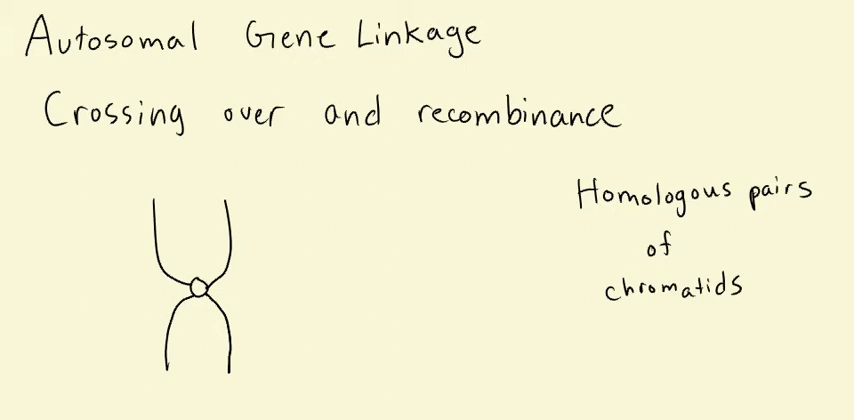 Autosomal Gene Linkage
Crossing over and recombinance
Homologous pairs
of
chromatids